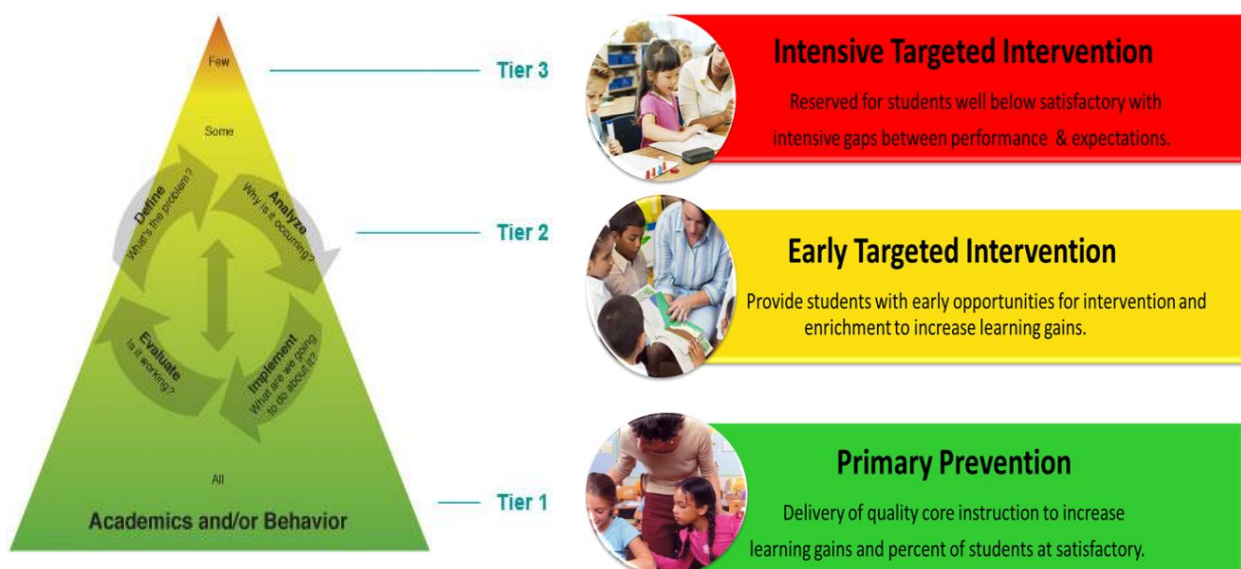 Few
Some
Define
What's the problem?
Analyze
Why is it occurring?
Implement
What are we going
to do about it?
Evaluate
Is it working?
All
Academics and/or Behavior
Tier 3
Tier 2
Tier 1
Intensive Targeted Intervention
Reserved for students well below satisfactory with
intensive gaps between performance & expectations.
Early Targeted Intervention
Provide students with early opportunities for intervention and
enrichment to increase learning gains.
Primary Prevention
Delivery of quality core instruction to increase
learning gains and percent of students at satisfactory.